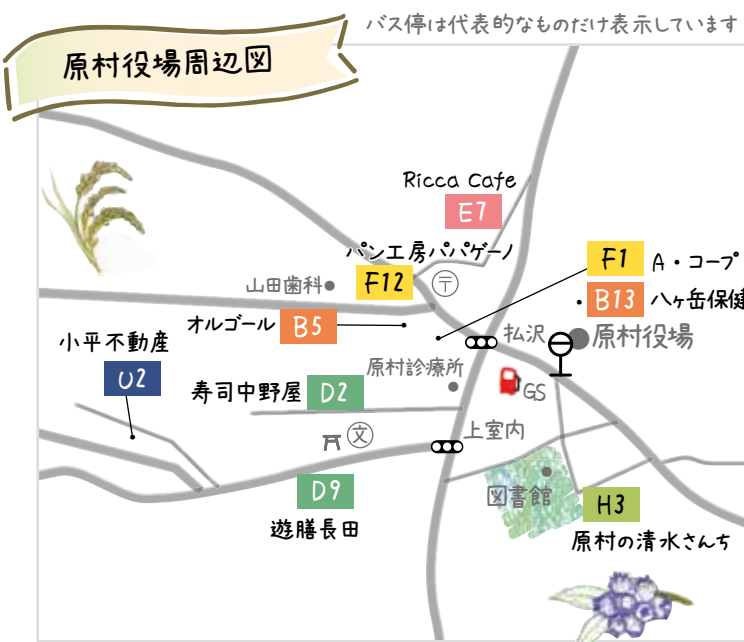 バス停は代表的なものだけ表示しています
原村役場周辺図
Ricca Cafe
E7
パン工房パパゲーノ
F12
〒
山田歯科
F1 A・コープ
B13 八ヶ岳保健
オルゴール B5
払沢
原村役場
小平不動産
U2
原村診療所
寿司中野屋 D2
GS
文
上室内
D9
遊膳長田
図書館
H3
原村の清水さんち